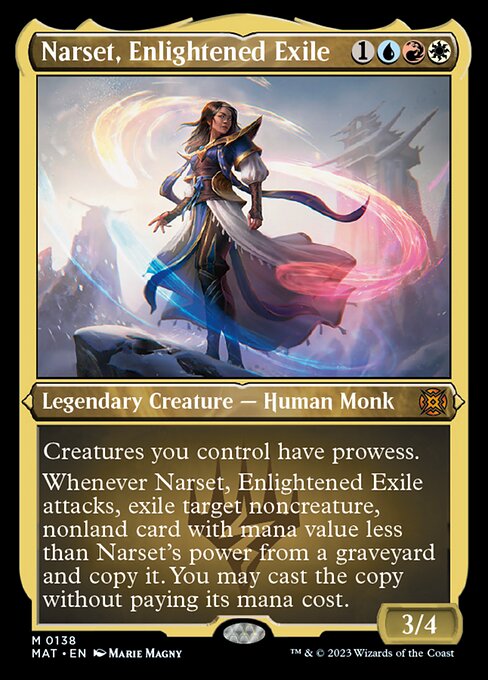 Narset, Enlightened Exile 1
Legendary Creature — Human Monk
Creatures you control have prowess.
Whenever Narset, Enlightened Exile
attacks, exile target noncreature,
nonland card with mana value less
than Narset's power from a graveyard
and copy it. You may cast the copy
without paying its mana cost.
3/4
M 0138
MAT • EN Marie Magny
™ & © 2023 Wizards of the Coast